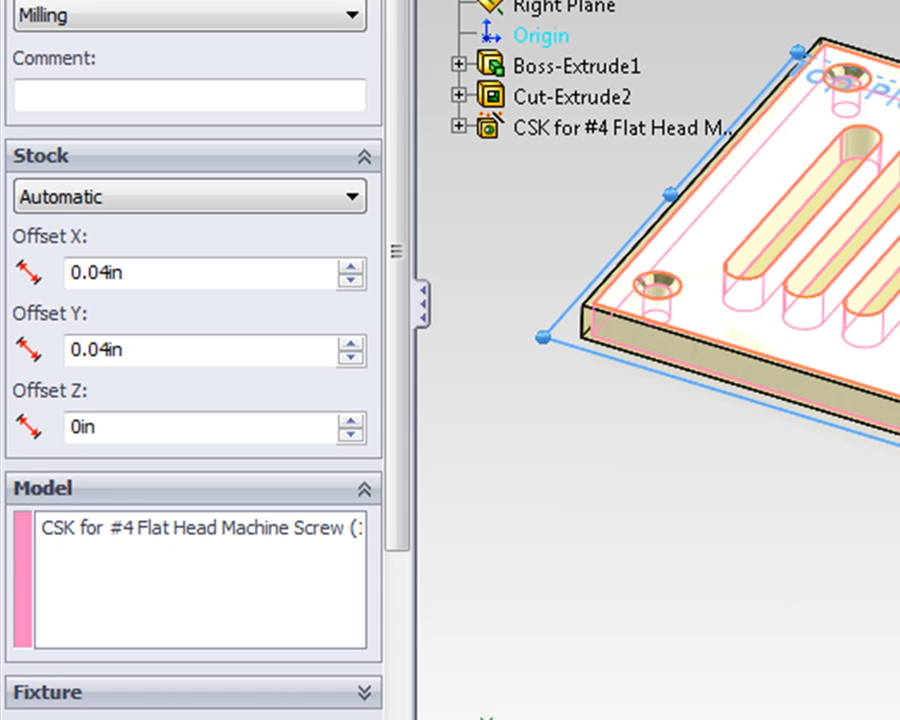 Milling
Comment:
Stock
Automatic
Offset X:
0.04in
Offset Y:
0.04in
Offset Z:
0in
Model
CSK for #4 Flat Head Machine Screw (
Fixture
Right Plane
Origin
Boss-Extrude1
Cut-Extrude2
CSK for #4 Flat Head M...